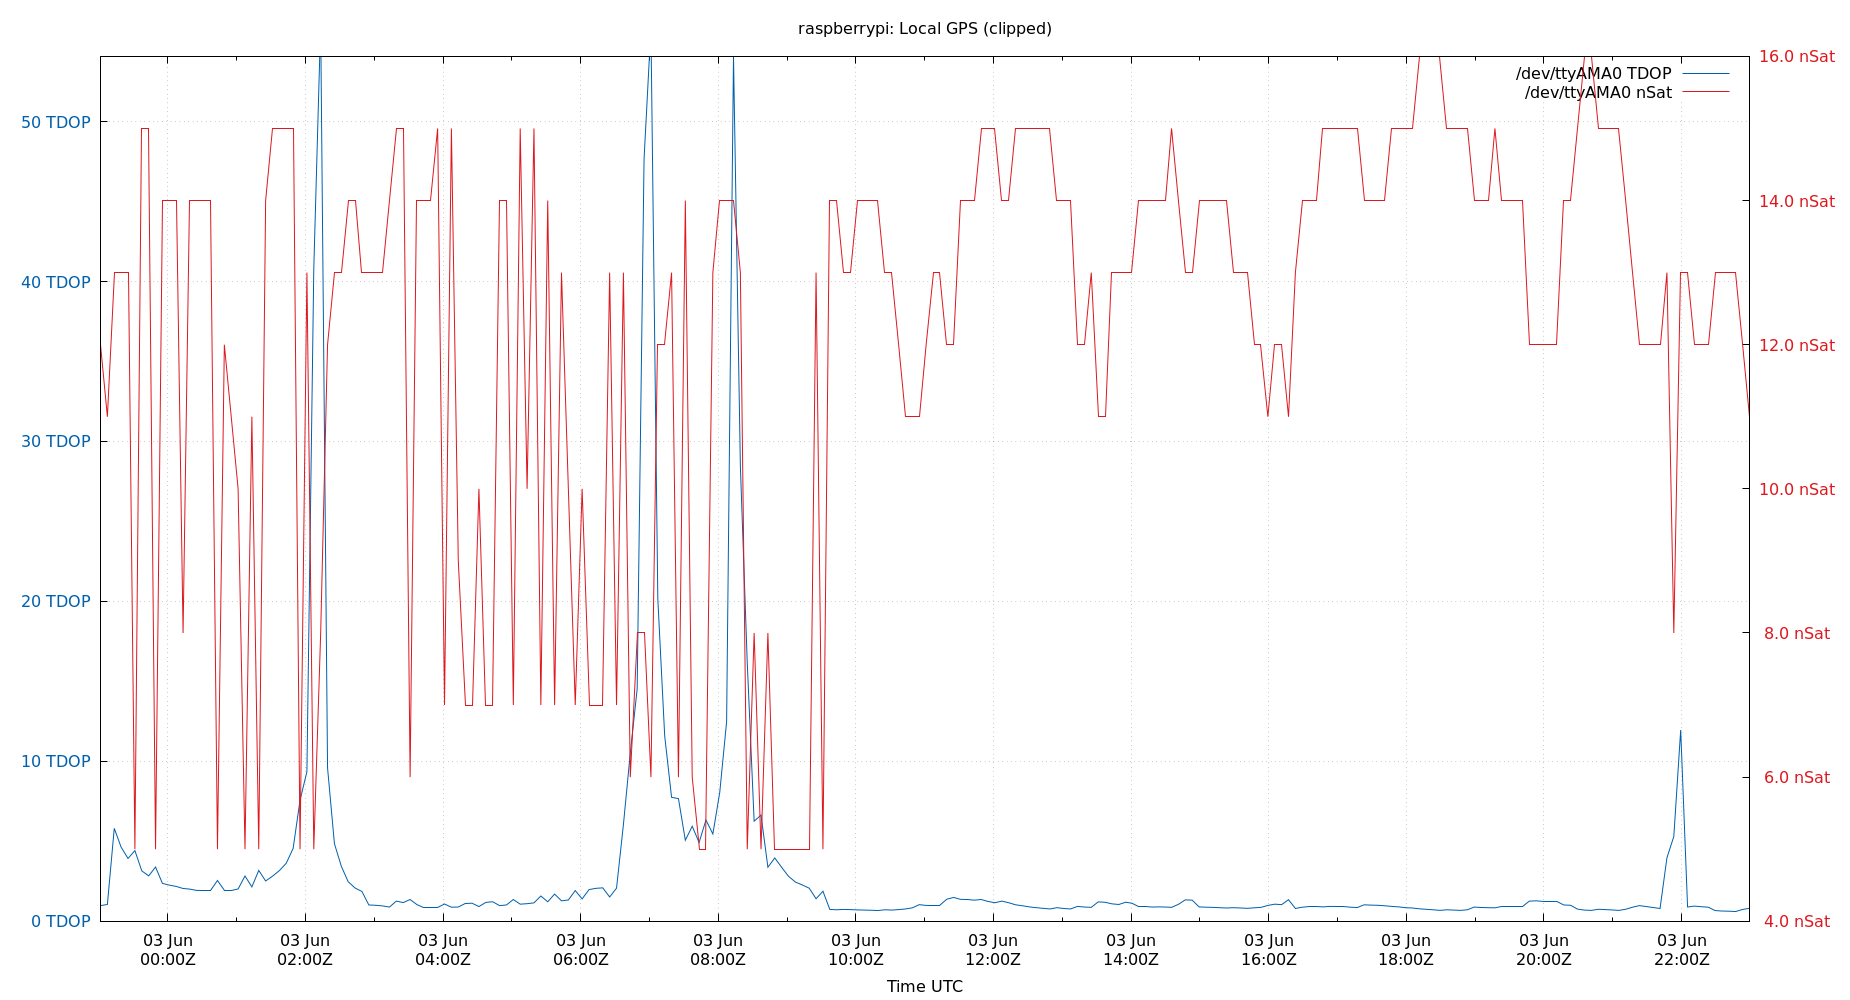 raspberrypi: Local GPS (clipped)
/dev/ttyAMA0 TDOP
/dev/ttyAMA0 nSat
50 TDOP
40 TDOP
30 TDOP
20 TDOP
10 TDOP
0 TDOP
16.0 nSat
14.0 nSat
12.0 nSat
10.0 nSat
8.0 nSat
6.0 nSat
4.0 nSat
03 Jun 03 Jun 03 Jun 03 Jun 03 Jun 03 Jun 03 Jun 03 Jun 03 Jun 03 Jun 03 Jun 03 Jun
00:00Z 02:00Z 04:00Z 06:00Z 08:00Z 10:00Z 12:00Z 14:00Z 16:00Z 18:00Z 20:00Z 22:00Z
Time UTC